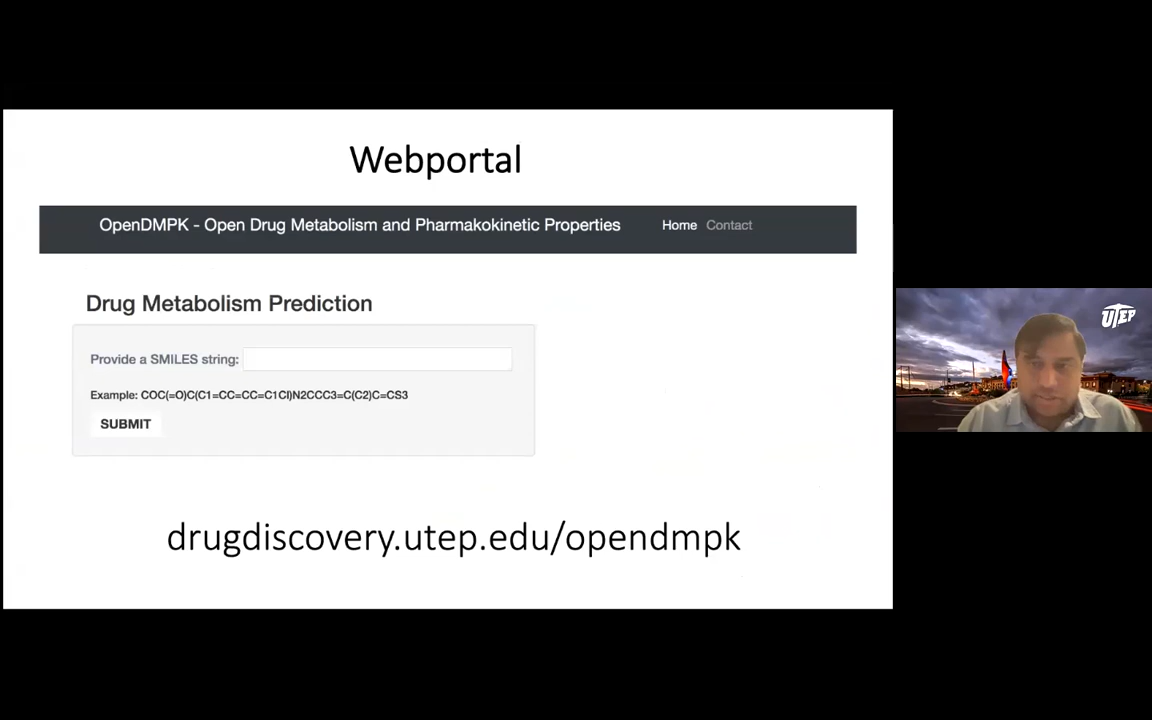 Webportal
OpenDMPK - Open Drug Metabolism and Pharmakokinetic Properties Home Contact
Drug Metabolism Prediction
Provide a SMILES string:
Example: COC(=O)C(C1=CC=CC=C1Cl)N2CCC3=C(C2)C=CS3
SUBMIT
drugdiscovery.utep.edu/opendmpk
UTEP